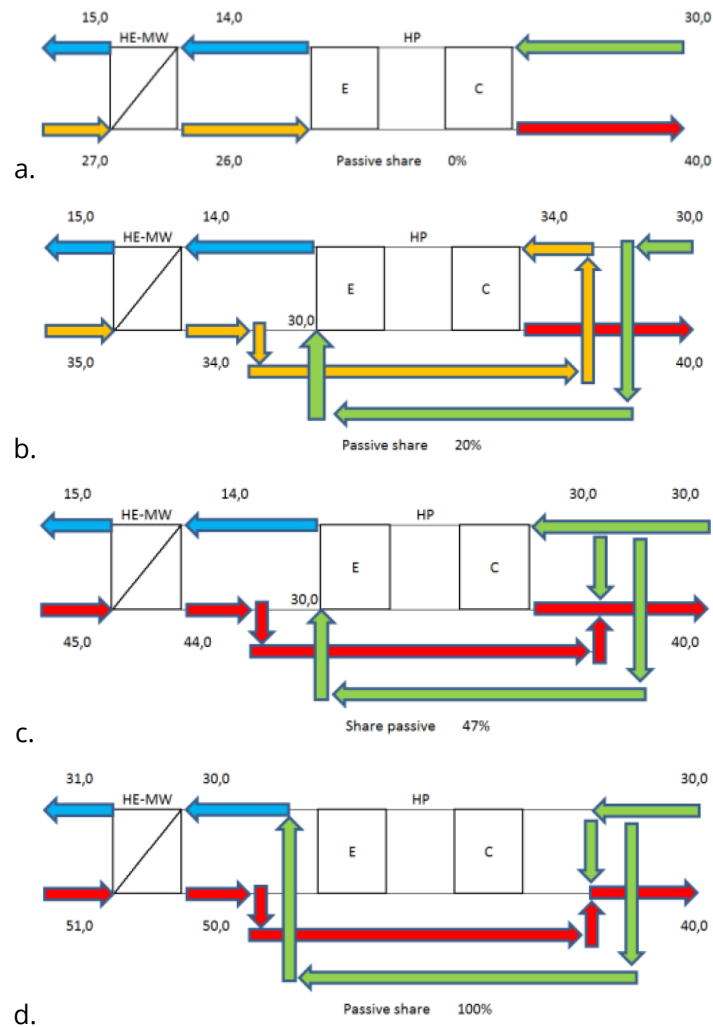 15,0 14,0 30,0
HE-MW HP
E C
27,0 26,0 Passive share 0% 40,0
a.
15,0 14,0 34,0 30,0
HE-MW HP
E C
30,0
35,0 34,0 40,0
Passive share 20%
b.
15,0 14,0 30,0 30,0
HE-MW HP
E C
30,0
45,0 44,0 40,0
Share passive 47%
c.
31,0 30,0 30,0
HE-MW HP
E C
51,0 50,0 40,0
Passive share 100%
d.